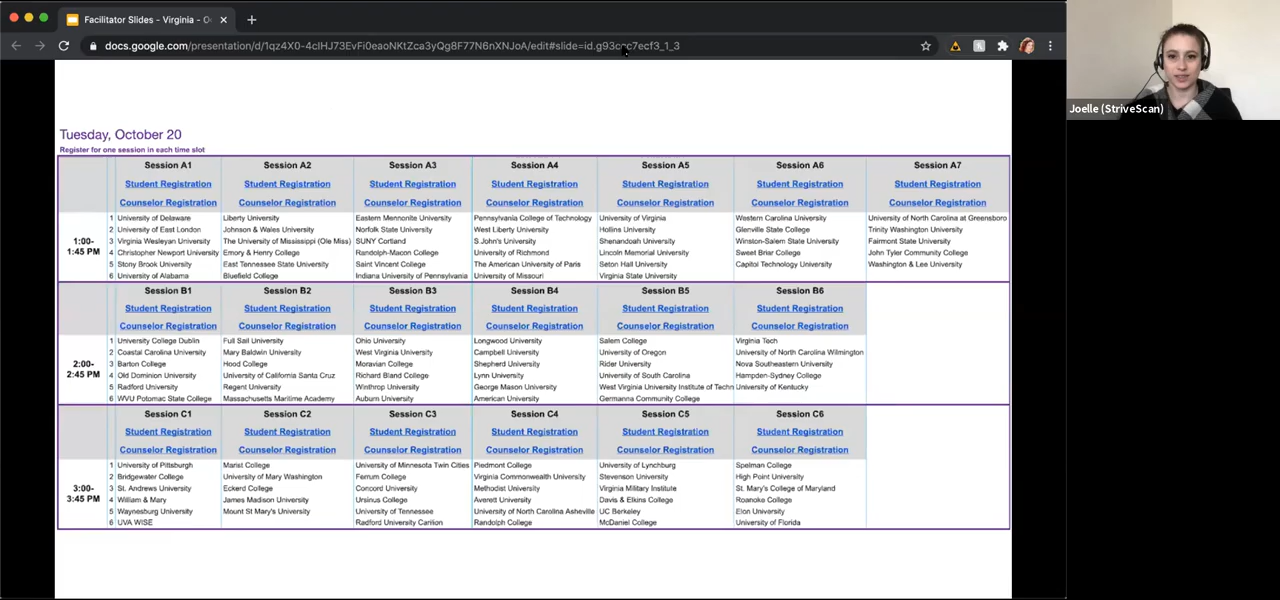 Facilitator Slides - Virginia - O
docs.google.com/presentation/d/1qz4X0-4clHJ73EvFi0eaoNKtZca3yQg8F77N6nXNJoA/edit#slide=id.g93ccc7ecf3_1_3
Joelle (StriveScan)
Tuesday, October 20
Register for one session in each time slot
Session A1 Session A2 Session A3 Session A4 Session A5 Session A6 Session A7
Student Registration Student Registration Student Registration Student Registration Student Registration Student Registration Student Registration
Counselor Registration Counselor Registration Counselor Registration Counselor Registration Counselor Registration Counselor Registration Counselor Registration
1 University of Delaware Liberty University Eastern Mennonite University Pennsylvania College of Technology University of Virginia Western Carolina University University of North Carolina at Greensboro
2 University of East London Johnson & Wales University Norfolk State University West Liberty University Hollins University Glenville State College Trinity Washington University
1:00-
1:45 PM
3 Virginia Wesleyan University The University of Mississippi (Ole Miss) SUNY Cortland S.John's University Shenandoah University Winston-Salem State University Fairmont State University
4 Christopher Newport University Emory & Henry College Randolph-Macon College University of Richmond Lincoln Memorial University Sweet Briar College John Tyler Community College
5 Stony Brook University East Tennessee State University Saint Vincent College The American University of Paris Seton Hall University Capitol Technology University Washington & Lee University
6 University of Alabama Bluefield College Indiana University of Pennsylvania University of Missouri Virginia State University
Session B1 Session B2 Session B3 Session B4 Session B5 Session B6
Student Registration Student Registration Student Registration Student Registration Student Registration Student Registration
Counselor Registration Counselor Registration Counselor Registration Counselor Registration Counselor Registration Counselor Registration
1 University College Dublin Full Sail University Ohio University Longwood University Salem College Virginia Tech
2 Coastal Carolina University Mary Baldwin University West Virginia University Campbell University University of Oregon University of North Carolina Wilmington
2:00-
2:45 PM
3 Barton College Hood College Moravian College Shepherd University Rider University Nova Southeastern University
4 Old Dominion University University of California Santa Cruz Richard Bland College Lynn University University of South Carolina Hampden-Sydney College
5 Radford University Regent University Winthrop University George Mason University West Virginia University Institute of Techn University of Kentucky
6 WVU Potomac State College Massachusetts Maritime Academy Auburn University American University Germanna Community College
Session C1 Session C2 Session C3 Session C4 Session C5 Session C6
Student Registration Student Registration Student Registration Student Registration Student Registration Student Registration
Counselor Registration Counselor Registration Counselor Registration Counselor Registration Counselor Registration Counselor Registration
1 University of Pittsburgh Marist College University of Minnesota Twin Cities Piedmont College University of Lynchburg Spelman College
2 Bridgewater College University of Mary Washington Ferrum College Virginia Commonwealth University Stevenson University High Point University
3:00-
3:45 PM
3 St. Andrews University Eckerd College Concord University Methodist University Virginia Military Institute St. Mary's College of Maryland
4 William & Mary James Madison University Ursinus College Averett University Davis & Elkins College Roanoke College
5 Waynesburg University Mount St Mary's University University of Tennessee University of North Carolina Asheville UC Berkeley Elon University
6 UVA WISE Radford University Carilion Randolph College McDaniel College University of Florida